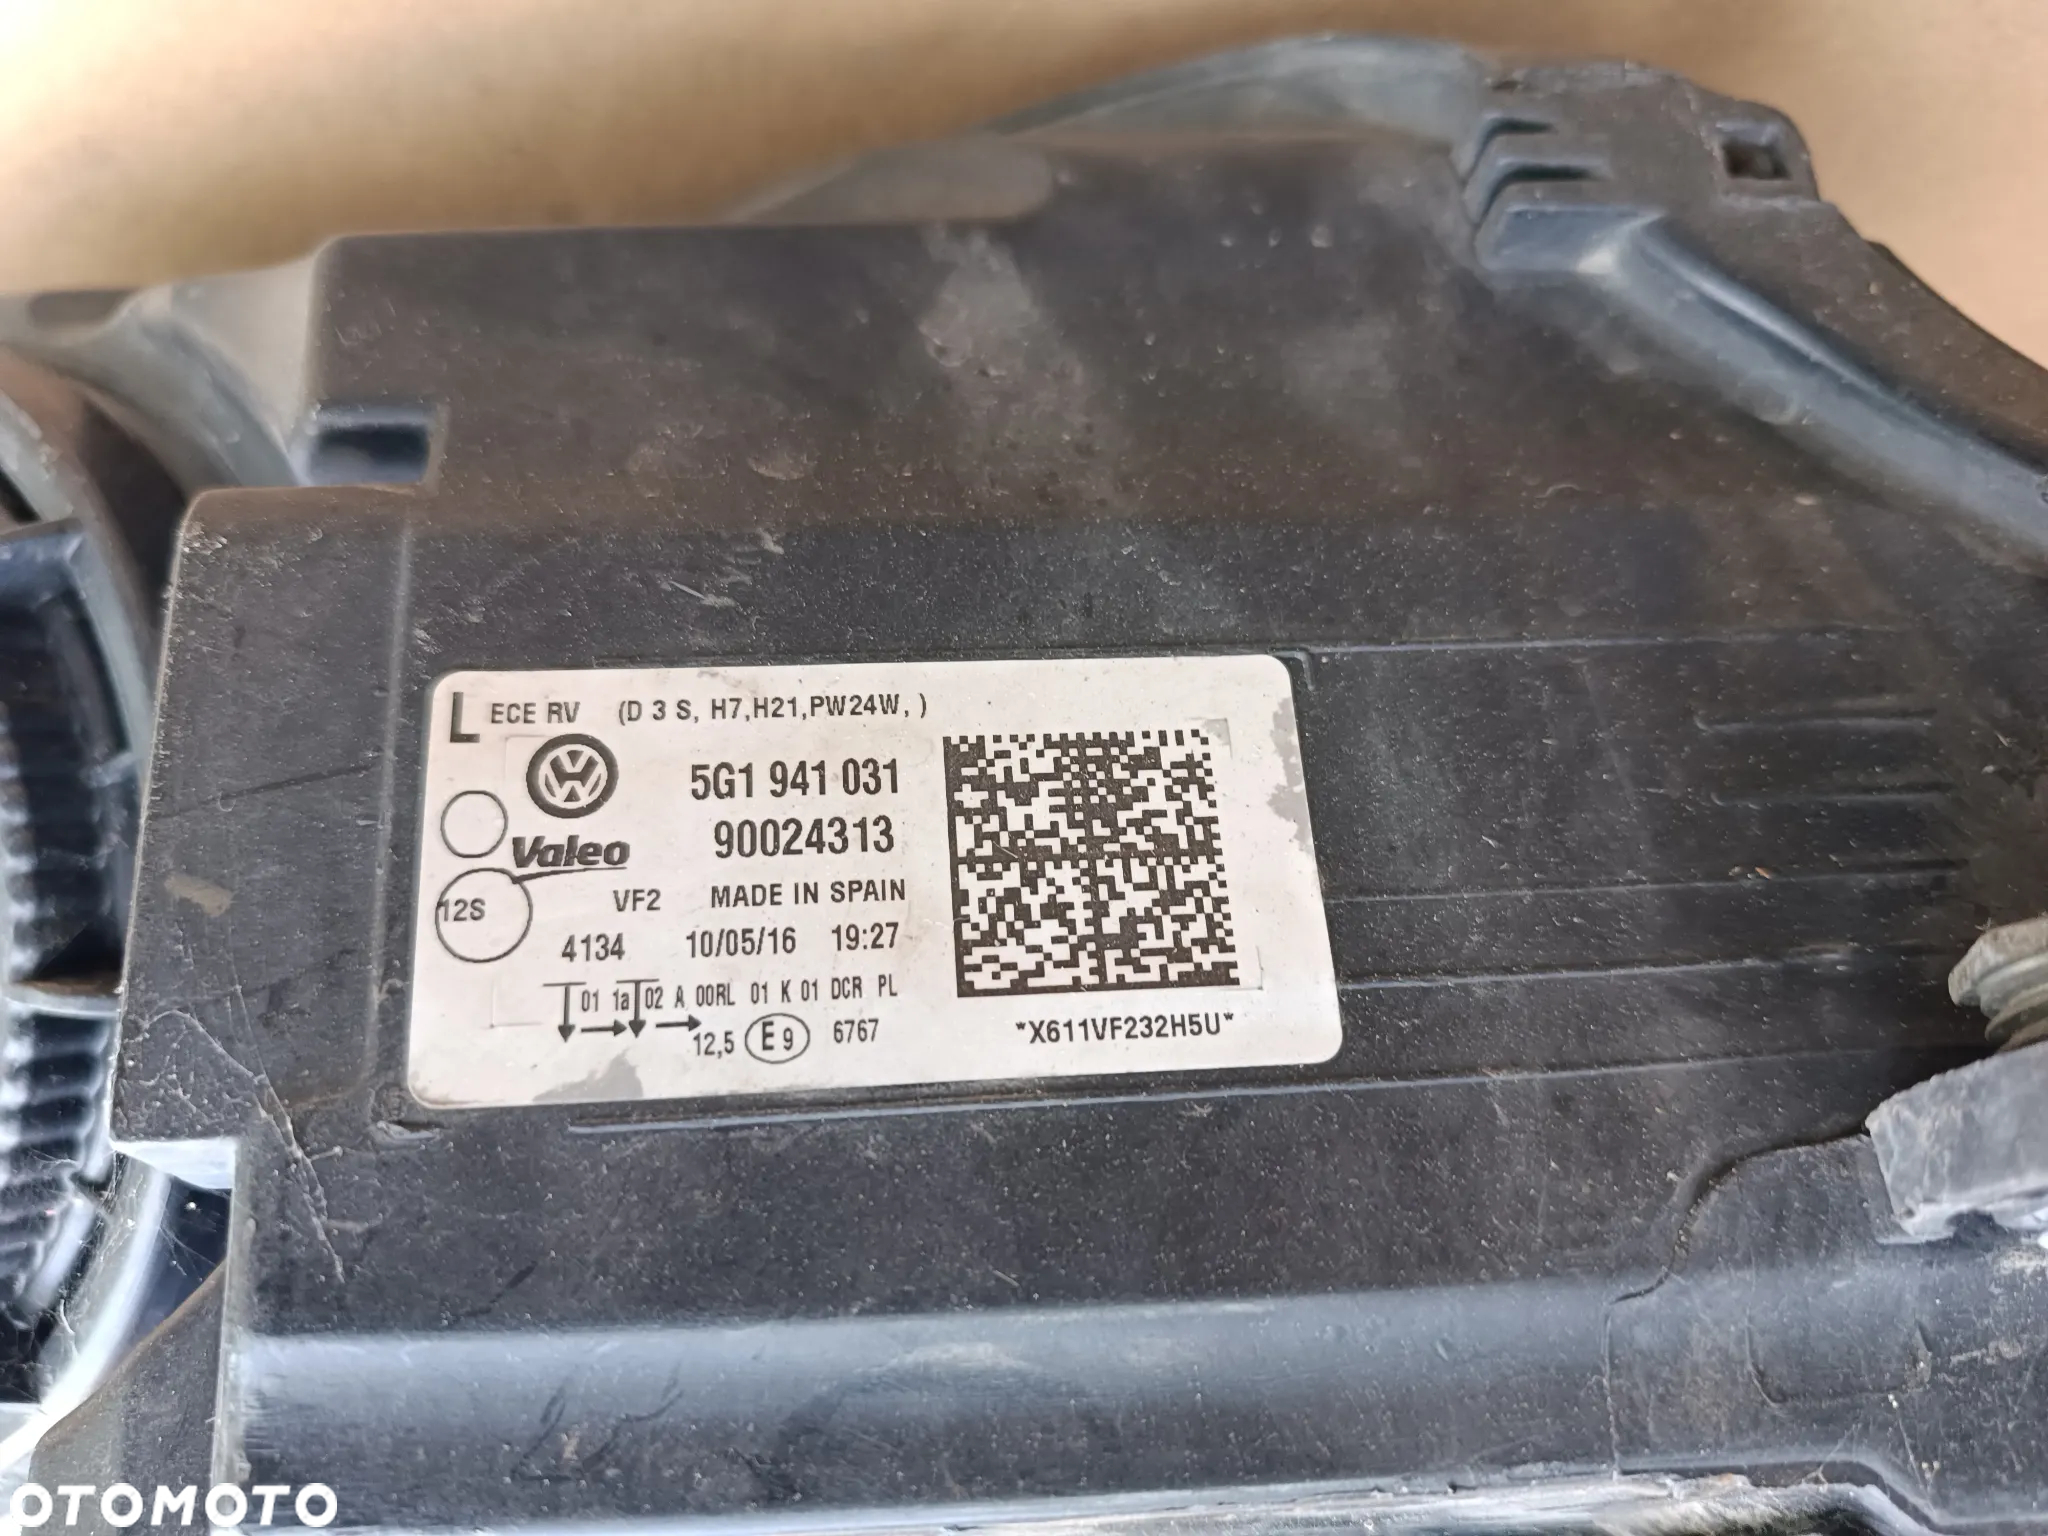 L ECE RV (D 3 S, H7,H21,PW24W, )
5G1 941 031
Valeo 90024313
12S VF2 MADE IN SPAIN
4134 10/05/16 19:27
01 1a 02 A 00RL 01 K 01 DCR PL
12,5 E9 6767 *X611VF232H5U*
OTOMOTO